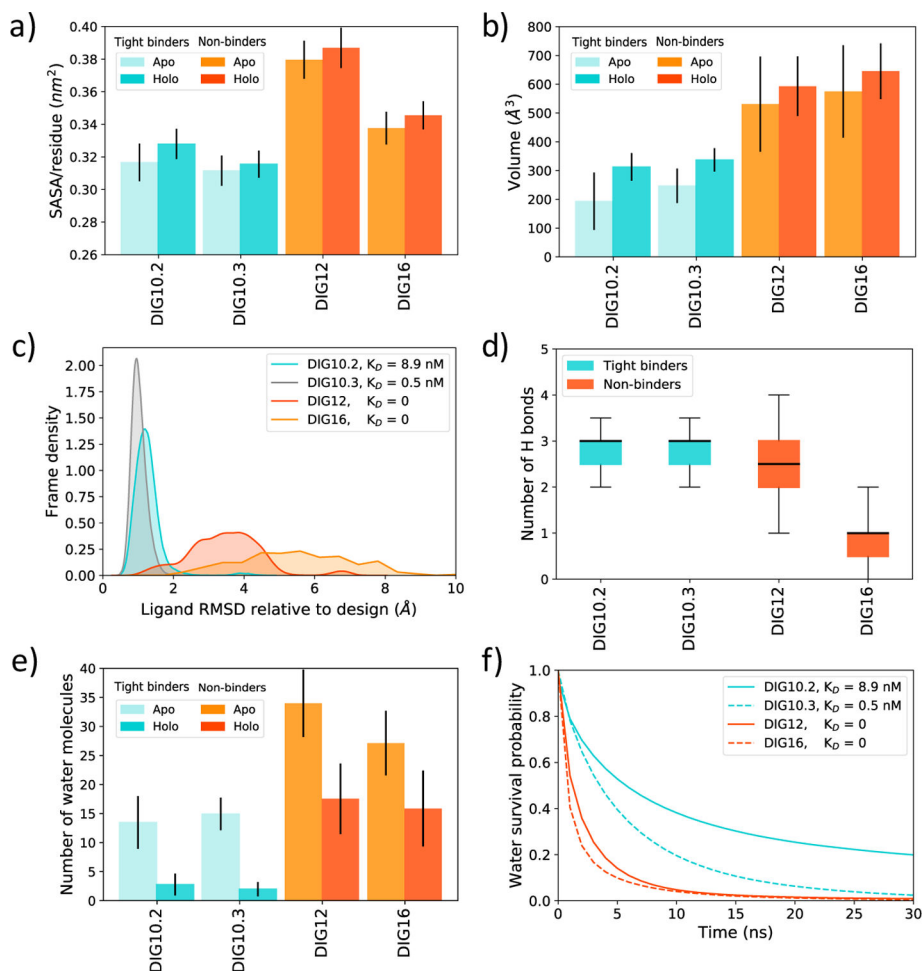 a)
Tight binders Non-binders
Apo Apo
Holo Holo
SASA/residue (nm²)
0.40
0.38
0.36
0.34
0.32
0.30
0.28
0.26
DIG10.2
DIG10.3
DIG12
DIG16
b)
Tight binders Non-binders
Apo Apo
Holo Holo
Volume (Å³)
800
700
600
500
400
300
200
100
0
DIG10.2
DIG10.3
DIG12
DIG16
c)
DIG10.2, K_D = 8.9 nM
DIG10.3, K_D = 0.5 nM
DIG12, K_D = 0
DIG16, K_D = 0
Frame density
2.00
1.75
1.50
1.25
1.00
0.75
0.50
0.25
0.00
0 2 4 6 8 10
Ligand RMSD relative to design (Å)
d)
Tight binders
Non-binders
Number of H bonds
5
4
3
2
1
0
DIG10.2
DIG10.3
DIG12
DIG16
e)
Tight binders Non-binders
Apo Apo
Holo Holo
Number of water molecules
40
35
30
25
20
15
10
5
0
DIG10.2
DIG10.3
DIG12
DIG16
f)
DIG10.2, K_D = 8.9 nM
DIG10.3, K_D = 0.5 nM
DIG12, K_D = 0
DIG16, K_D = 0
Water survival probability
1.0
0.8
0.6
0.4
0.2
0.0
0 5 10 15 20 25 30
Time (ns)